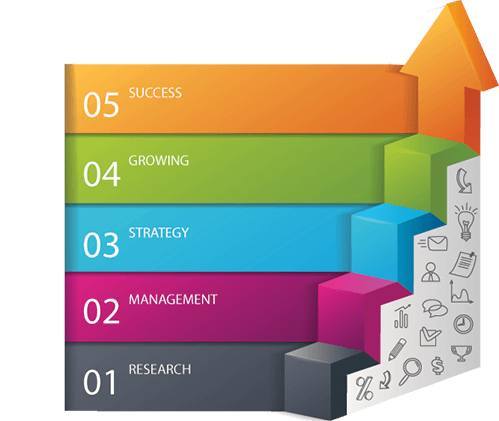 05 SUCCESS
04 GROWING
03 STRATEGY
02 MANAGEMENT
01 RESEARCH
%
$